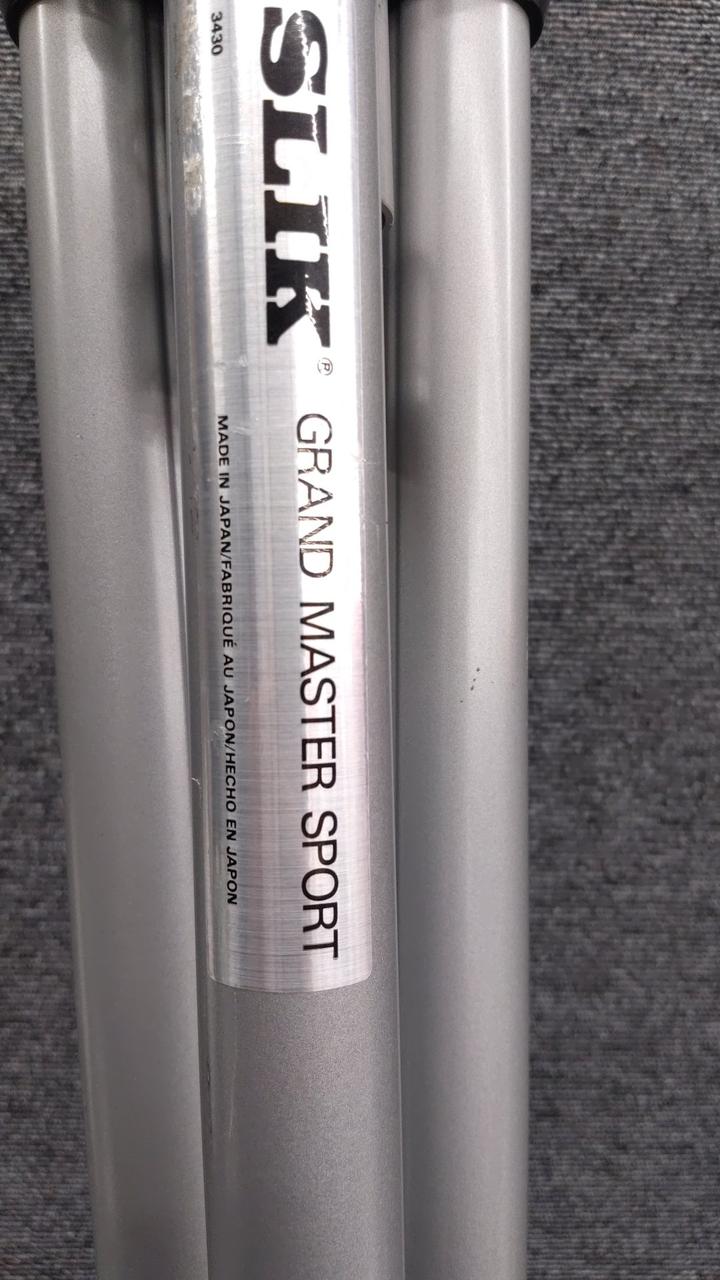 SLIK® GRAND MASTER SPORT
3430
MADE IN JAPAN/FABRIQUÉ AU JAPON/HECHO EN JAPON